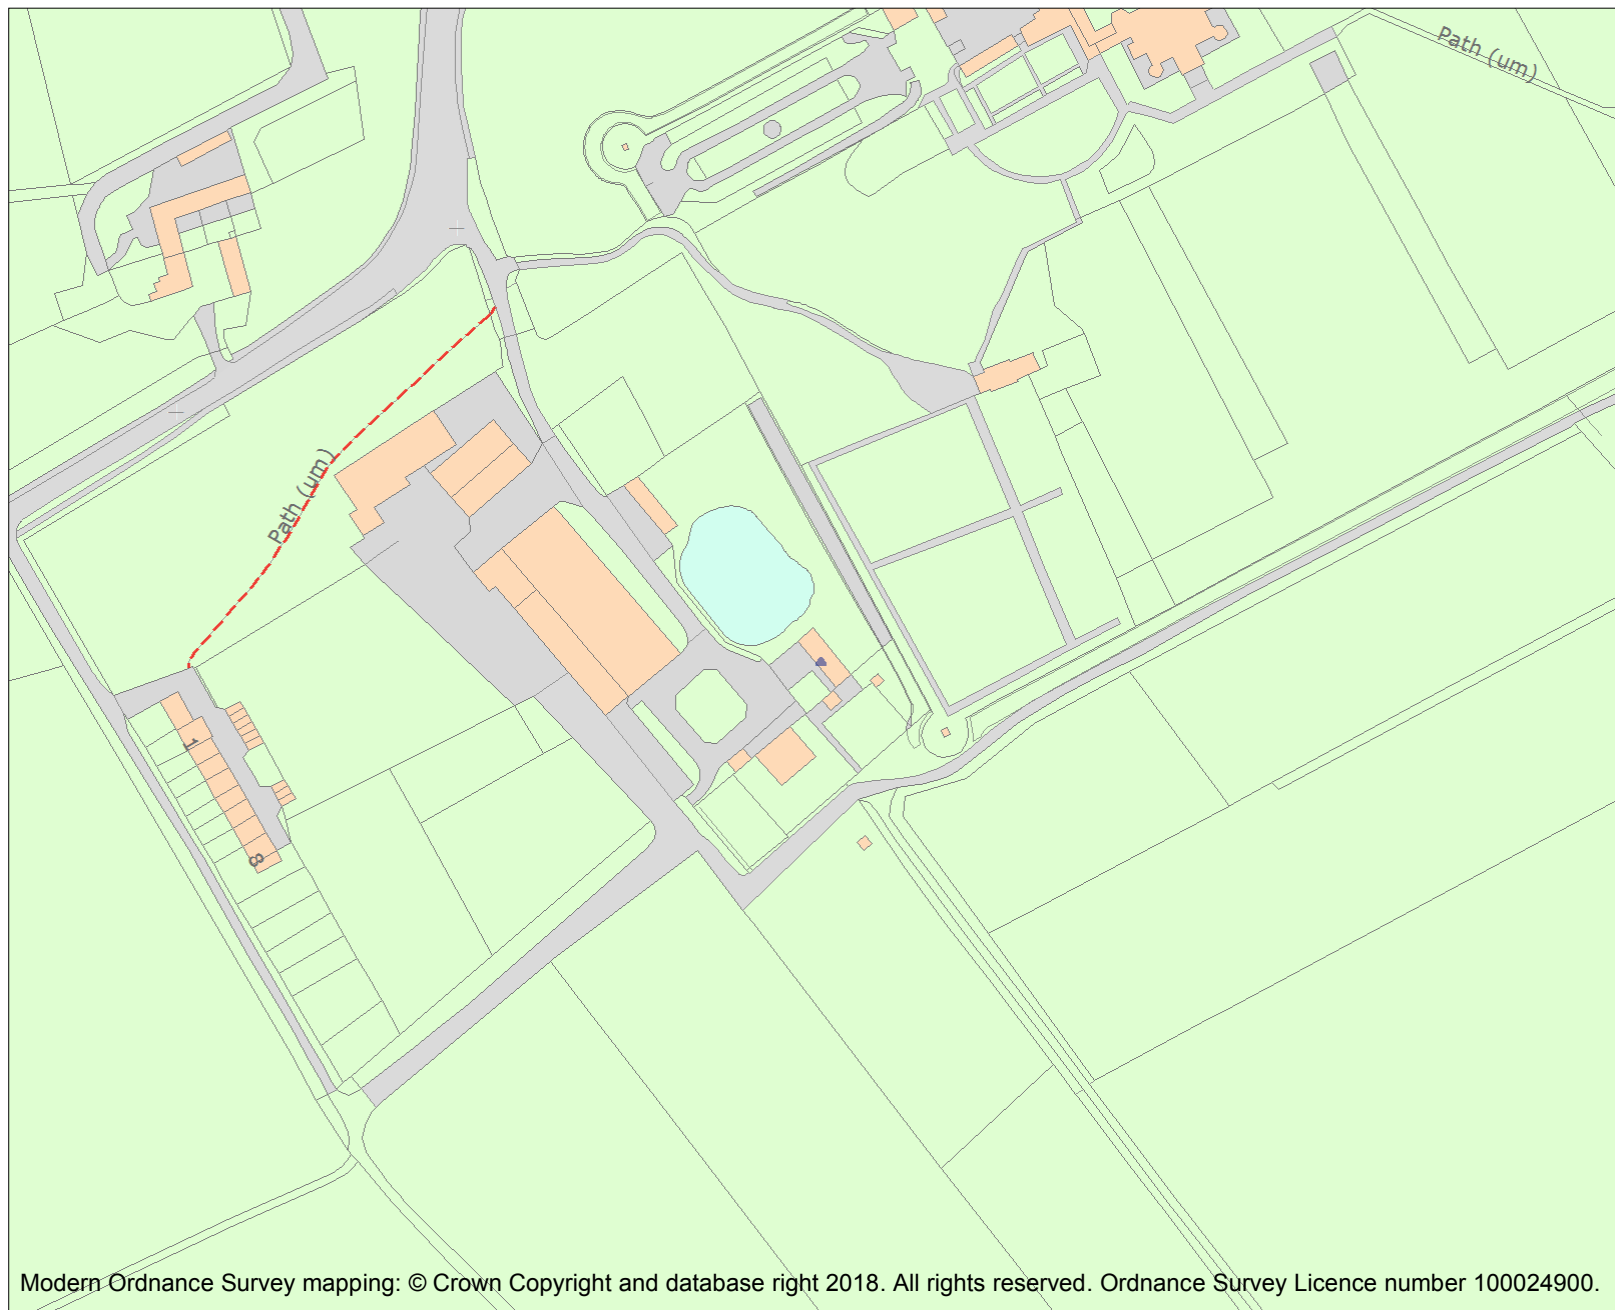 Path (um)
Path (um)
1
8
Modern Ordnance Survey mapping: © Crown Copyright and database right 2018. All rights reserved. Ordnance Survey Licence number 100024900.